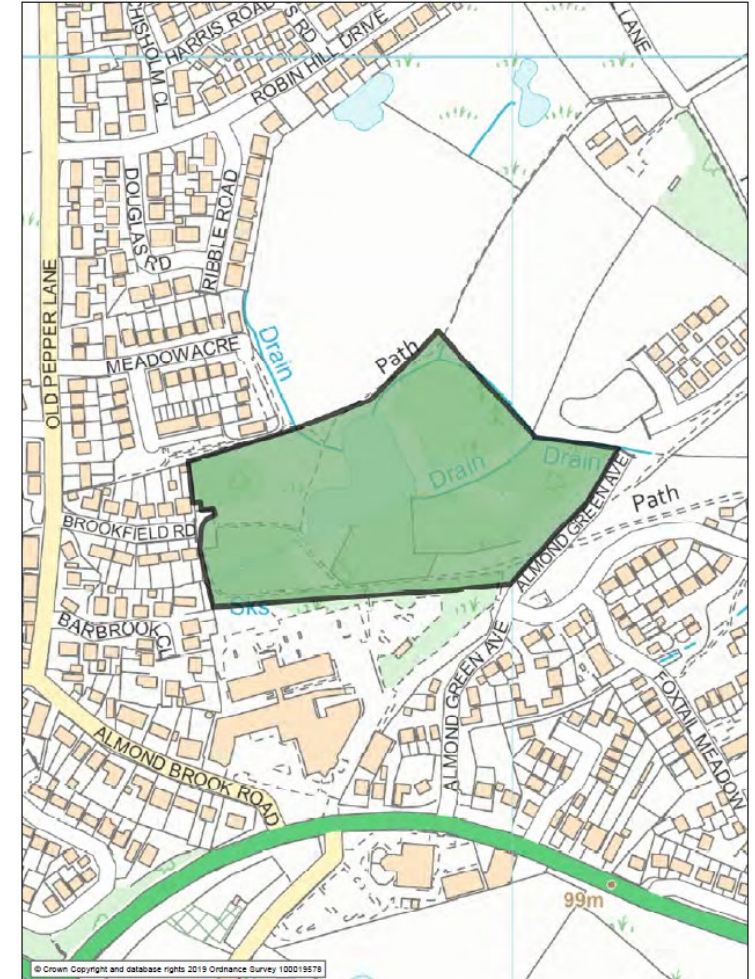 CHISHOLM CL
HARRIS ROAD
S RD
ROBIN HILL DRIVE
LANE
DOUGLAS RD
RIBBLE ROAD
OLD PEPPER LANE
MEADOWACRE
Drain
Path
Drain
Drain
ALMOND GREEN AVE
Path
BROOKFIELD RD
Sks
BARBROOK CL
ALMOND GREEN AVE
FOXTAIL MEADOW
ALMOND BROOK ROAD
99m
© Crown Copyright and database rights 2019 Ordnance Survey 100019578